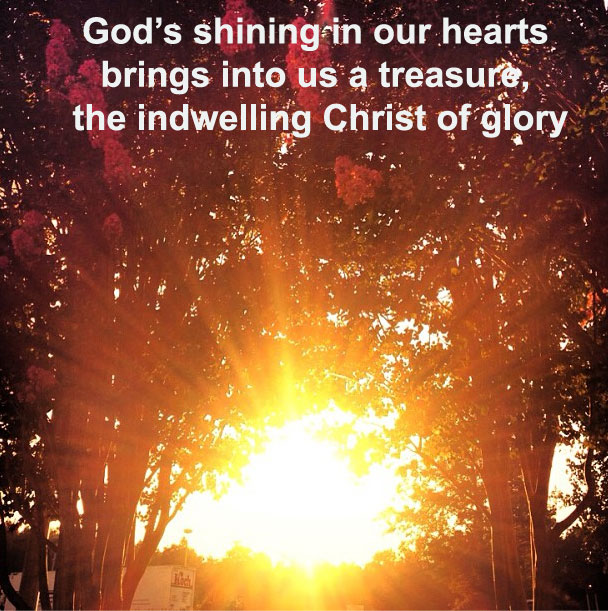 God's shining in our hearts
brings into us a treasure,
the indwelling Christ of glory